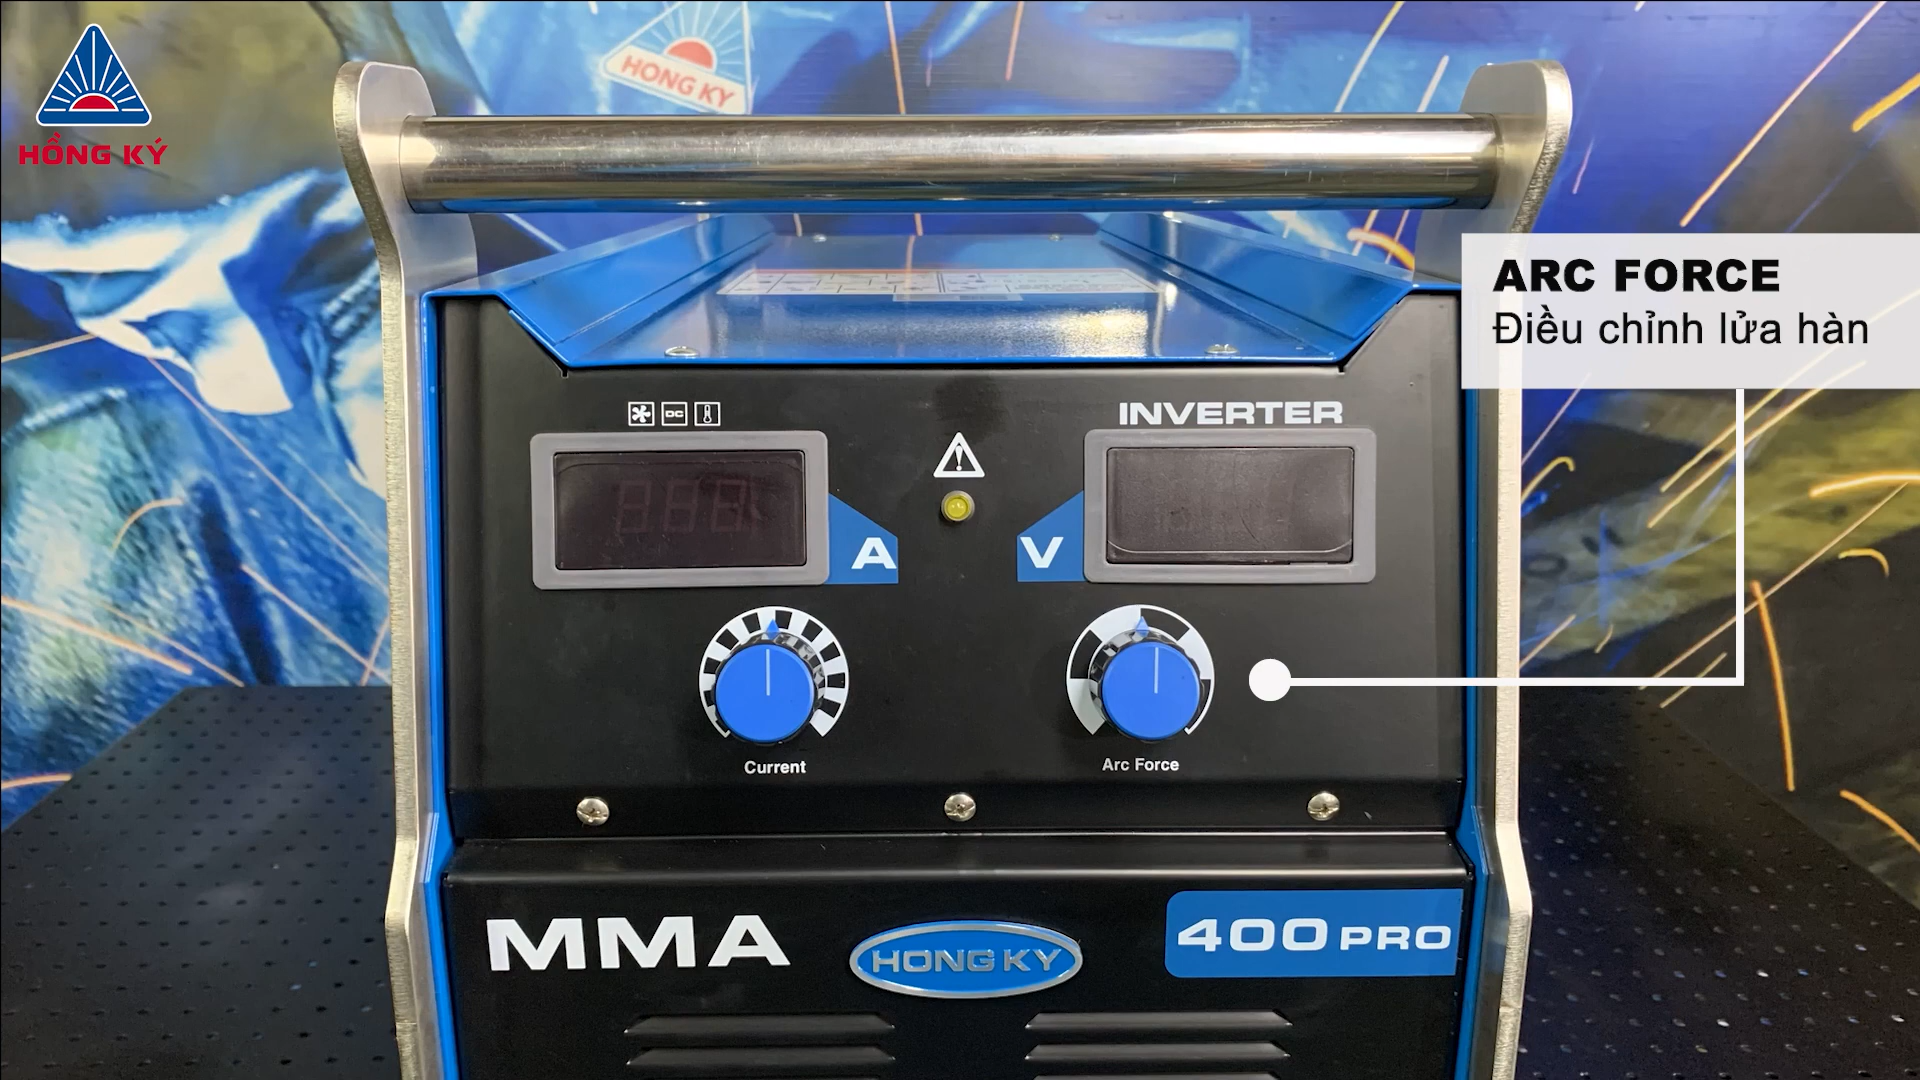 HỒNG KÝ
HONG KY
ARC FORCE
Điều chỉnh lửa hàn
DC
INVERTER
A
V
Current
Arc Force
MMA
HONG KY
400 PRO